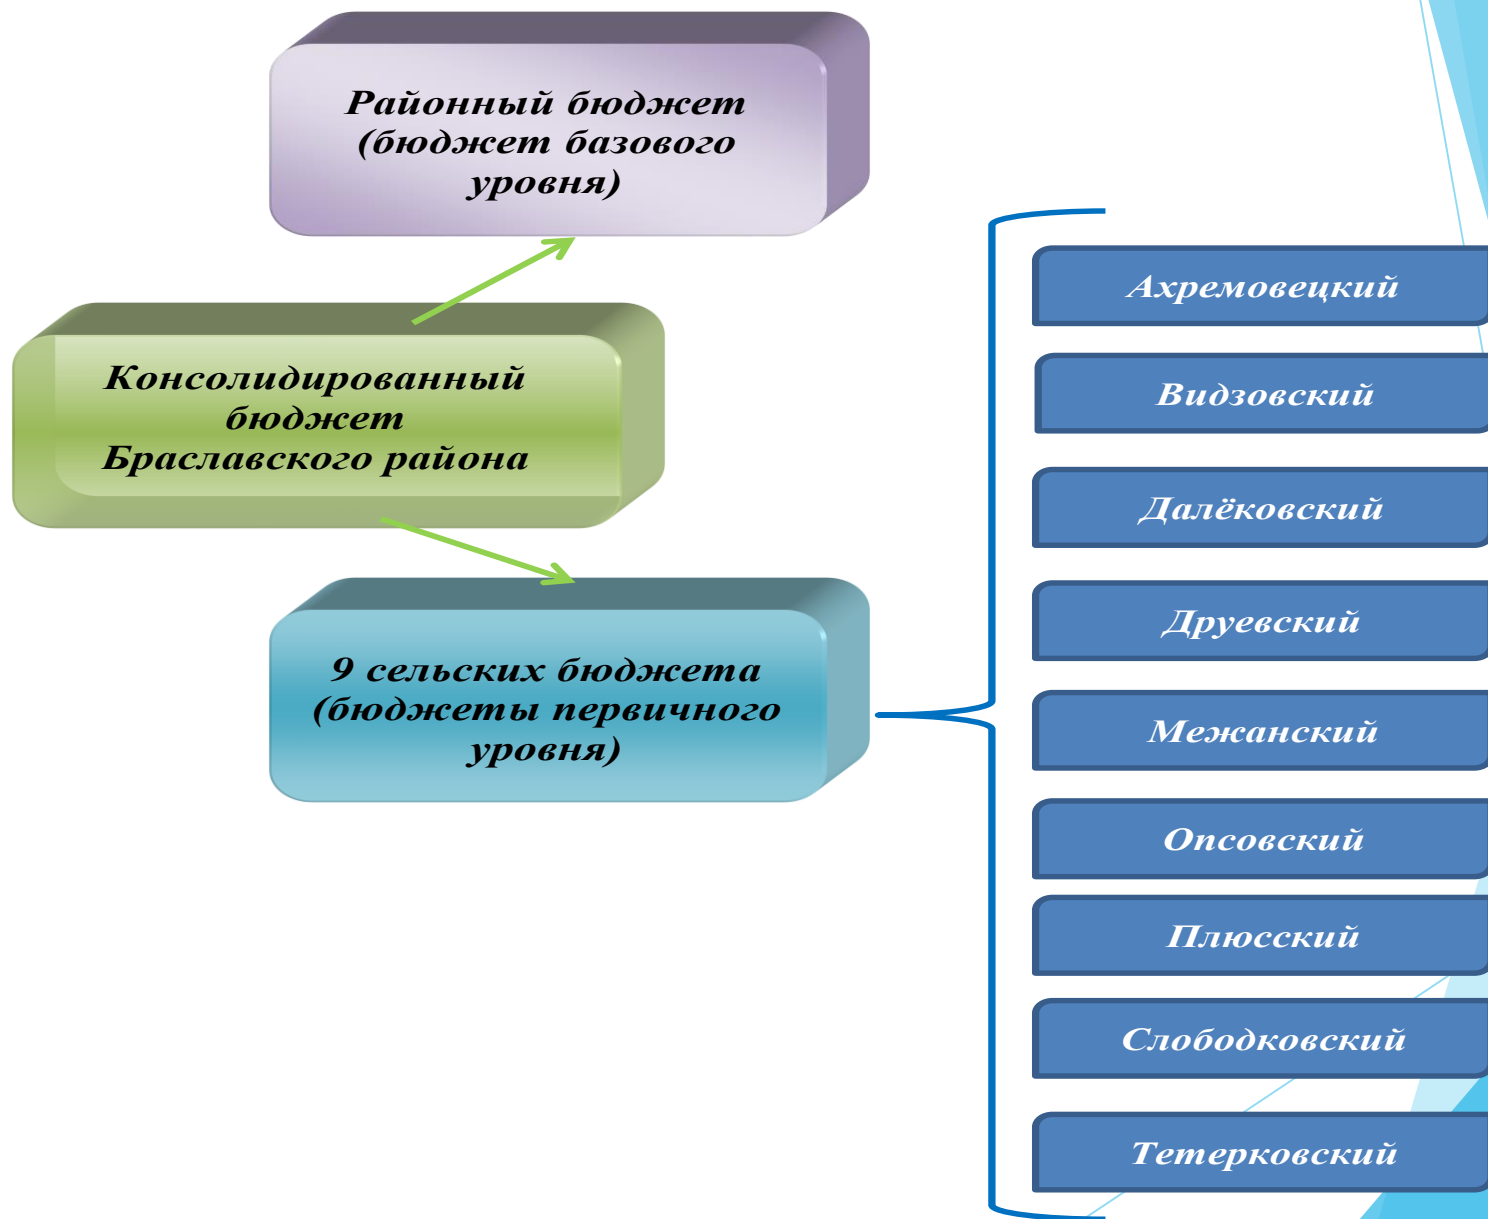 Районный бюджет
(бюджет базового
уровня)
Консолидированный
бюджет
Браславского района
9 сельских бюджета
(бюджеты первичного
уровня)
Ахремовецкий
Видзовский
Далёковский
Друевский
Межанский
Опсовский
Плюсский
Слободковский
Тетерковский